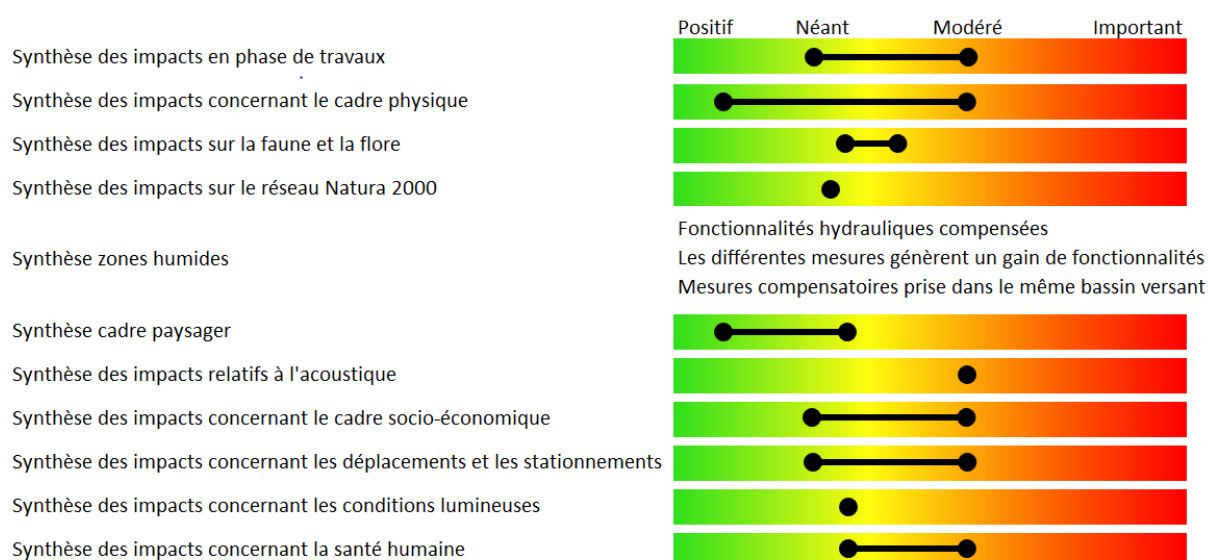 Positif Néant Modéré Important
Synthèse des impacts en phase de travaux
Synthèse des impacts concernant le cadre physique
Synthèse des impacts sur la faune et la flore
Synthèse des impacts sur le réseau Natura 2000
Synthèse zones humides
Fonctionnalités hydrauliques compensées
Les différentes mesures génèrent un gain de fonctionnalités
Mesures compensatoires prise dans le même bassin versant
Synthèse cadre paysager
Synthèse des impacts relatifs à l'acoustique
Synthèse des impacts concernant le cadre socio-économique
Synthèse des impacts concernant les déplacements et les stationnements
Synthèse des impacts concernant les conditions lumineuses
Synthèse des impacts concernant la santé humaine